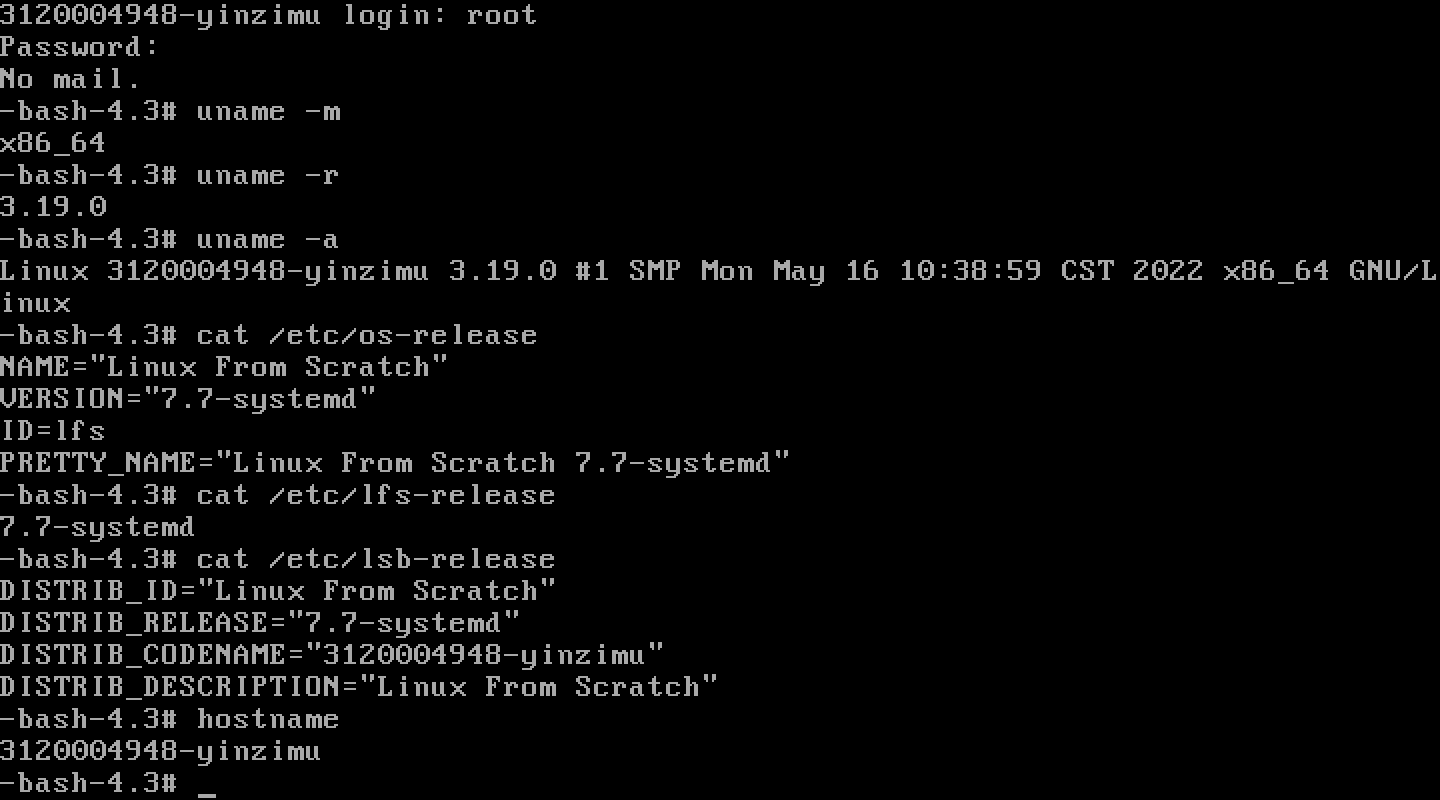 3120004948-yinzimu login: root
Password:
No mail.
-bash-4.3# uname -m
x86_64
-bash-4.3# uname -r
3.19.0
-bash-4.3# uname -a
Linux 3120004948-yinzimu 3.19.0 #1 SMP Mon May 16 10:38:59 CST 2022 x86_64 GNU/L
inux
-bash-4.3# cat /etc/os-release
NAME="Linux From Scratch"
VERSION="7.7-systemd"
ID=lfs
PRETTY_NAME="Linux From Scratch 7.7-systemd"
-bash-4.3# cat /etc/lfs-release
7.7-systemd
-bash-4.3# cat /etc/lsb-release
DISTRIB_ID="Linux From Scratch"
DISTRIB_RELEASE="7.7-systemd"
DISTRIB_CODENAME="3120004948-yinzimu"
DISTRIB_DESCRIPTION="Linux From Scratch"
-bash-4.3# hostname
3120004948-yinzimu
-bash-4.3# _